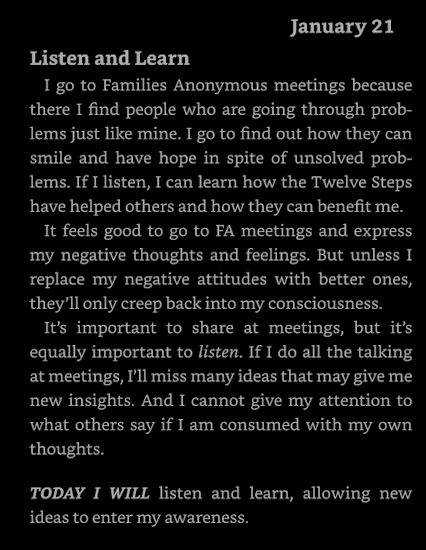 January 21
Listen and Learn
I go to Families Anonymous meetings because
there I find people who are going through prob-
lems just like mine. I go to find out how they can
smile and have hope in spite of unsolved prob-
lems. If I listen, I can learn how the Twelve Steps
have helped others and how they can benefit me.
It feels good to go to FA meetings and express
my negative thoughts and feelings. But unless I
replace my negative attitudes with better ones,
they'll only creep back into my consciousness.
It's important to share at meetings, but it's
equally important to listen. If I do all the talking
at meetings, I'll miss many ideas that may give me
new insights. And I cannot give my attention to
what others say if I am consumed with my own
thoughts.
TODAY I WILL listen and learn, allowing new
ideas to enter my awareness.